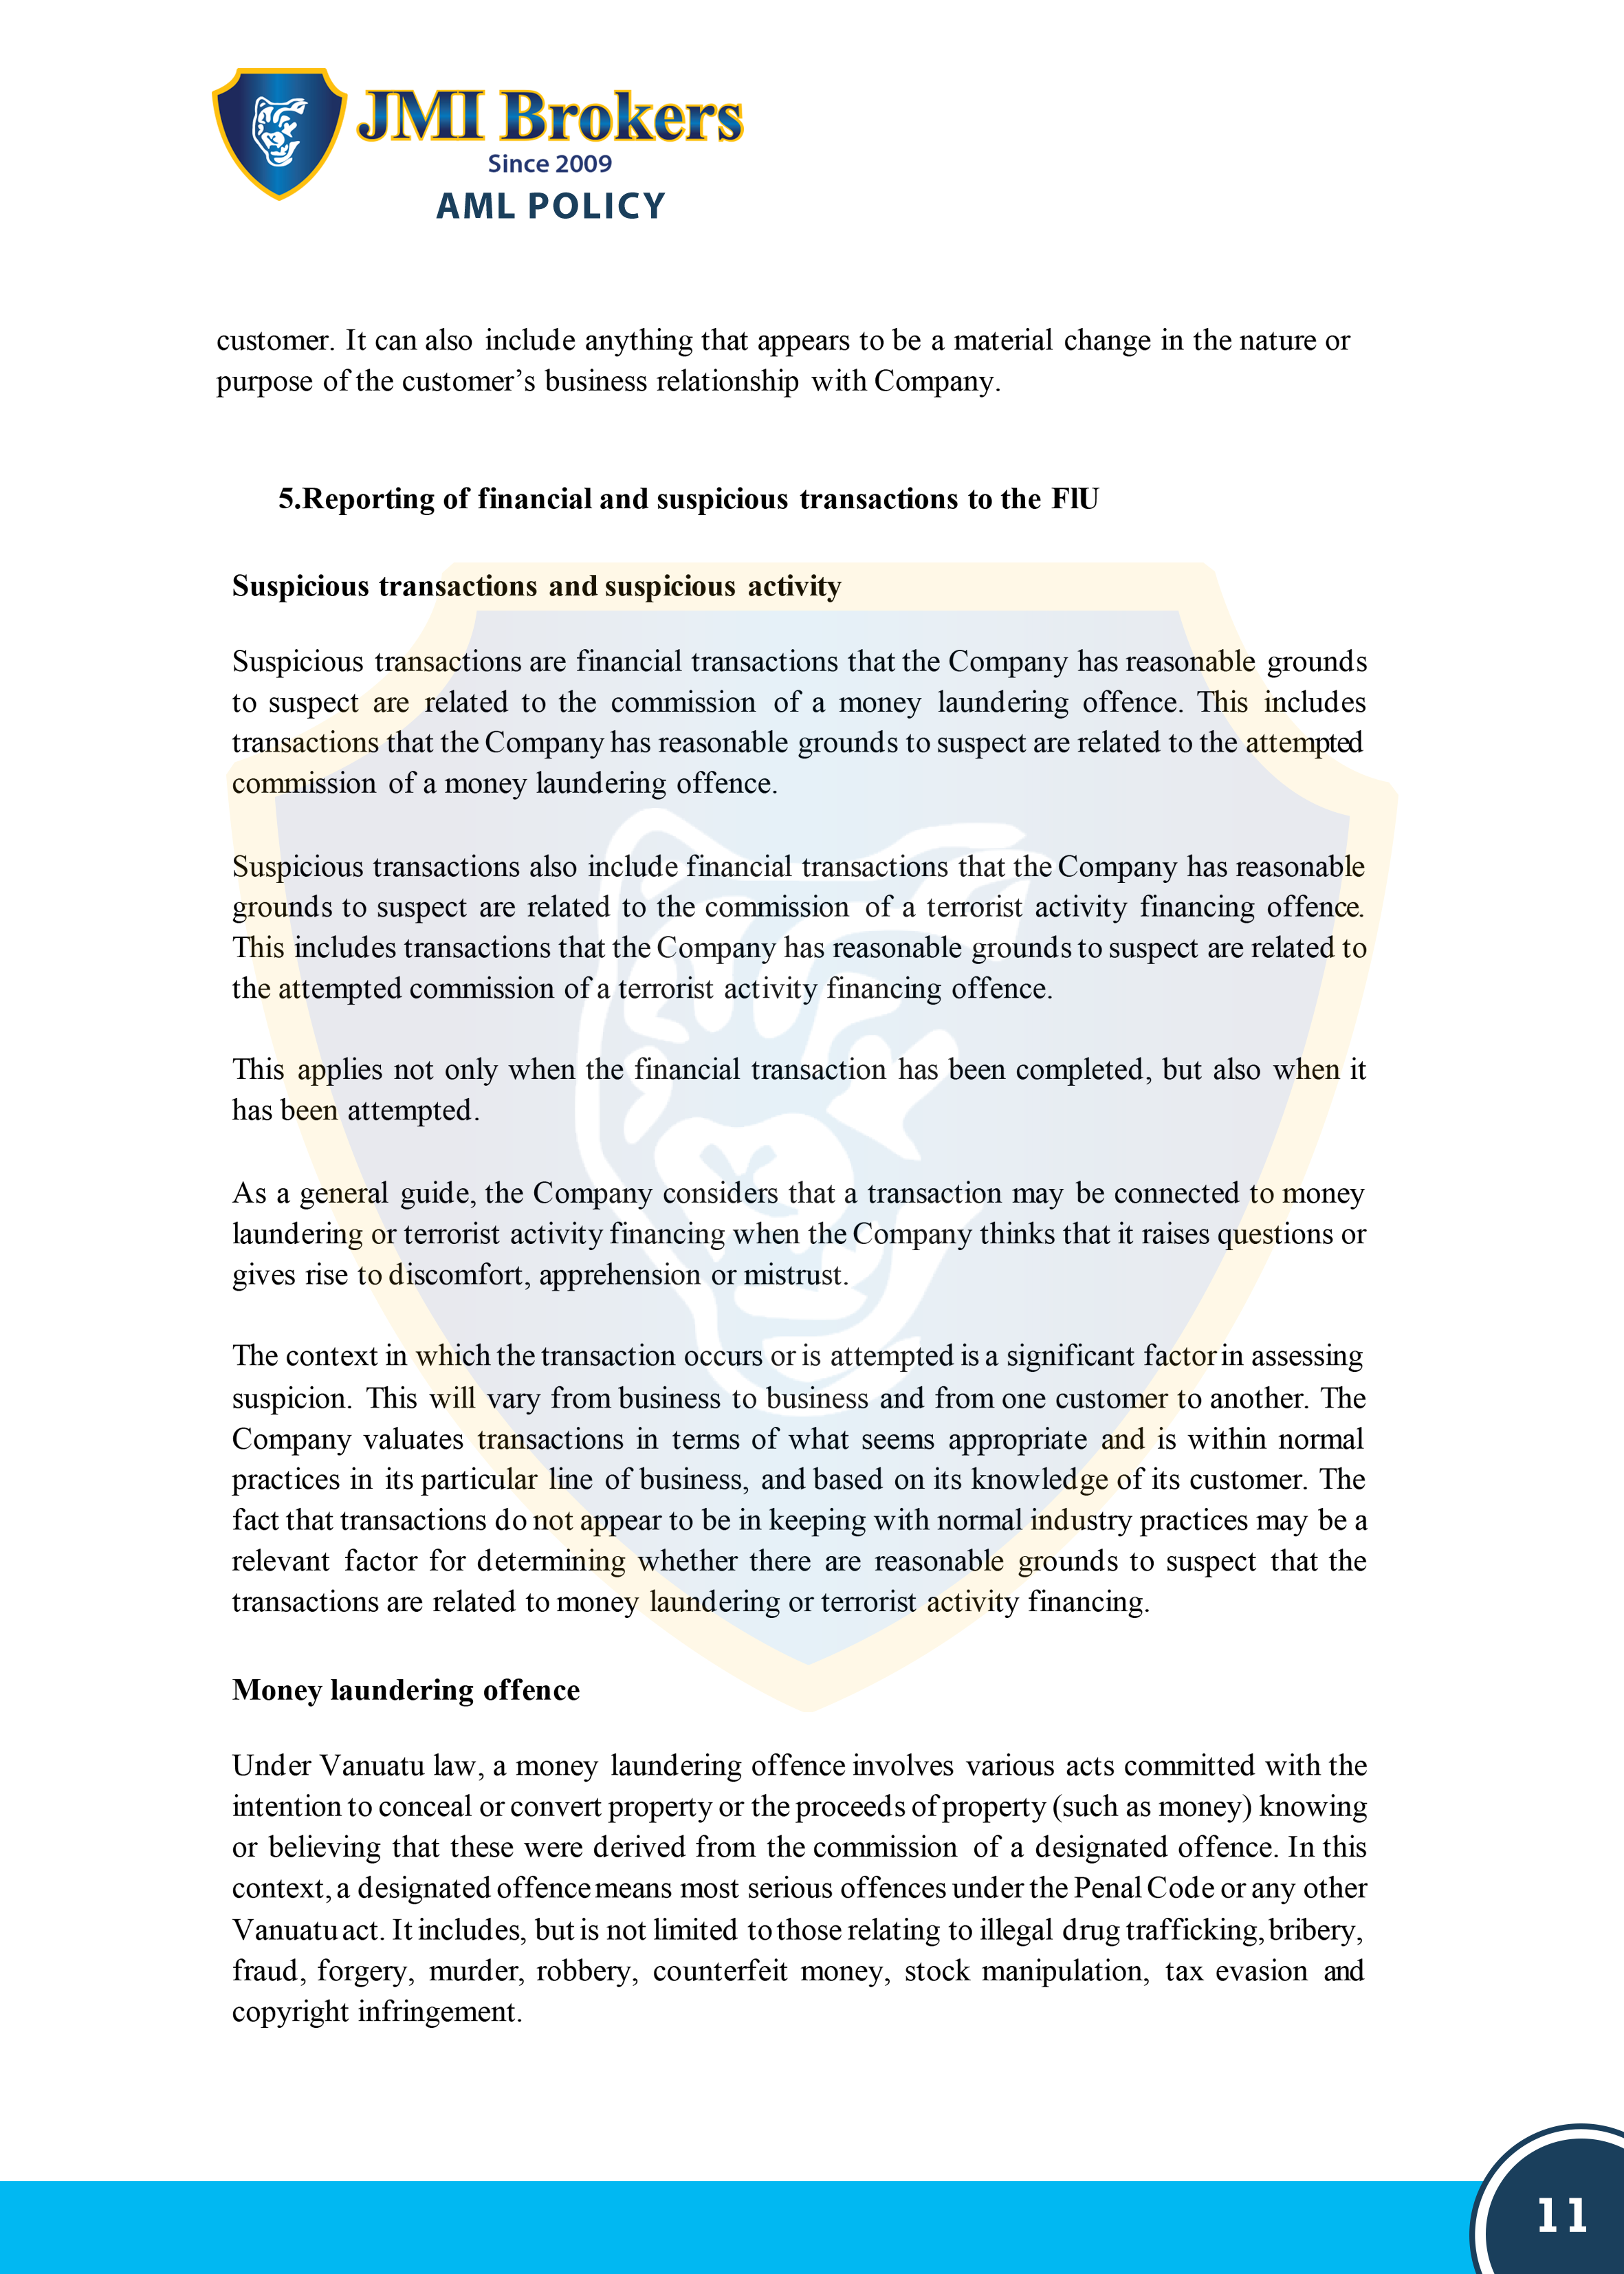 JMI Brokers
Since 2009
AML POLICY
customer. It can also include anything that appears to be a material change in the nature or
purpose of the customer’s business relationship with Company.
5.Reporting of financial and suspicious transactions to the FlU
Suspicious transactions and suspicious activity
Suspicious transactions are financial transactions that the Company has reasonable grounds
to suspect are related to the commission of a money laundering offence. This includes
transactions that the Company has reasonable grounds to suspect are related to the attempted
commission of a money laundering offence.
Suspicious transactions also include financial transactions that the Company has reasonable
grounds to suspect are related to the commission of a terrorist activity financing offence.
This includes transactions that the Company has reasonable grounds to suspect are related to
the attempted commission of a terrorist activity financing offence.
This applies not only when the financial transaction has been completed, but also when it
has been attempted.
As a general guide, the Company considers that a transaction may be connected to money
laundering or terrorist activity financing when the Company thinks that it raises questions or
gives rise to discomfort, apprehension or mistrust.
The context in which the transaction occurs or is attempted is a significant factor in assessing
suspicion. This will vary from business to business and from one customer to another. The
Company valuates transactions in terms of what seems appropriate and is within normal
practices in its particular line of business, and based on its knowledge of its customer. The
fact that transactions do not appear to be in keeping with normal industry practices may be a
relevant factor for determining whether there are reasonable grounds to suspect that the
transactions are related to money laundering or terrorist activity financing.
Money laundering offence
Under Vanuatu law, a money laundering offence involves various acts committed with the
intention to conceal or convert property or the proceeds of property (such as money) knowing
or believing that these were derived from the commission of a designated offence. In this
context, a designated offence means most serious offences under the Penal Code or any other
Vanuatu act. It includes, but is not limited to those relating to illegal drug trafficking, bribery,
fraud, forgery, murder, robbery, counterfeit money, stock manipulation, tax evasion and
copyright infringement.
11